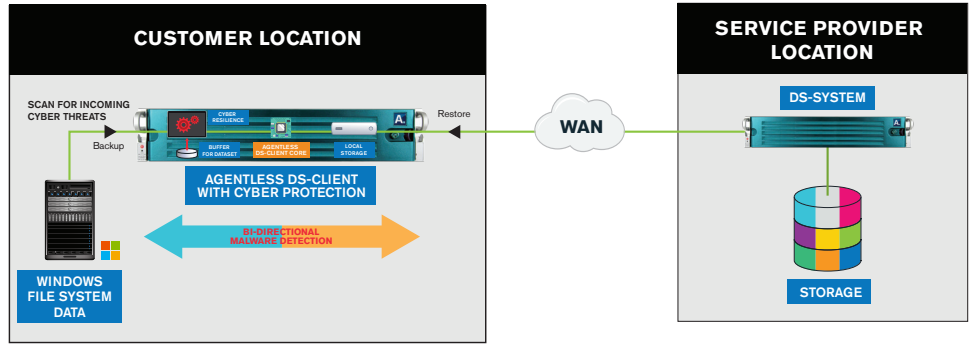 CUSTOMER LOCATION
SCAN FOR INCOMING
CYBER THREATS
Backup
CYBER
RESILIENCE
BUFFER
FOR DATASET
AGENTLESS
DS-CLIENT CORE
LOCAL
STORAGE
A.
Restore
AGENTLESS DS-CLIENT
WITH CYBER PROTECTION
BI-DIRECTIONAL
MALWARE DETECTION
WINDOWS
FILE SYSTEM
DATA
WAN
SERVICE PROVIDER
LOCATION
DS-SYSTEM
A.
STORAGE